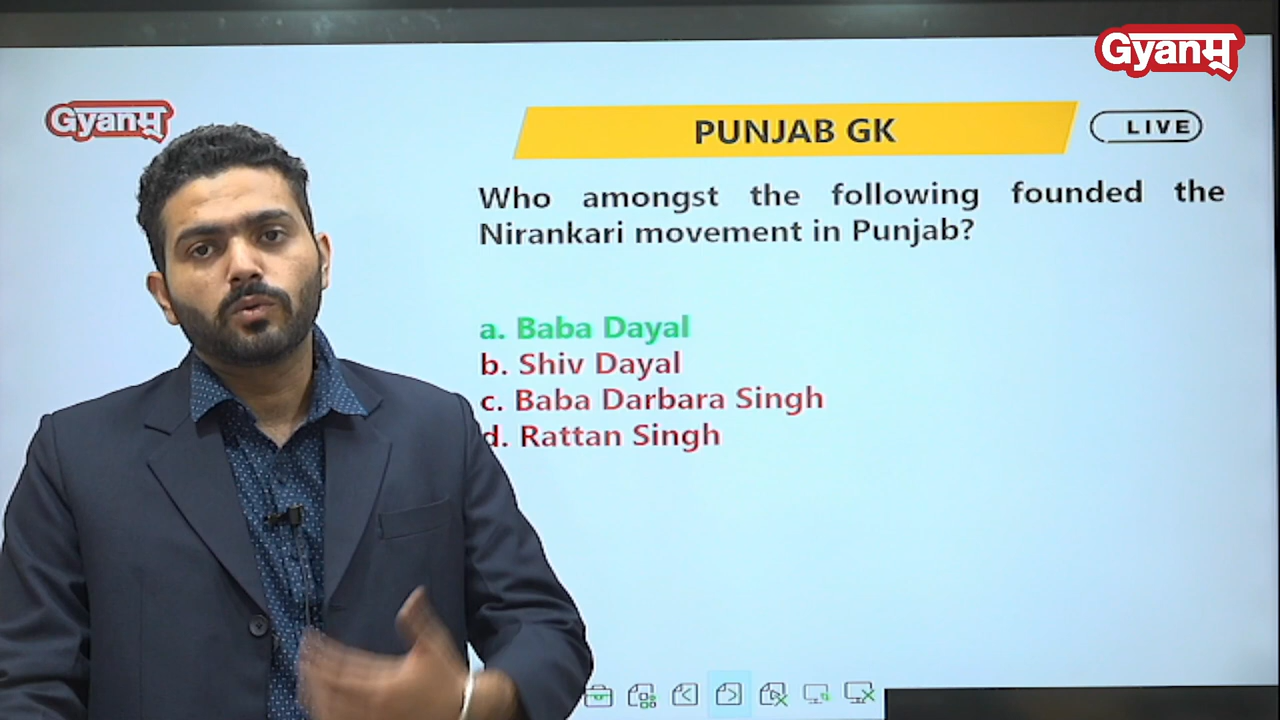 Gyanम्
Gyanम्
PUNJAB GK
LIVE
Who amongst the following founded the
Nirankari movement in Punjab?
a. Baba Dayal
b. Shiv Dayal
c. Baba Darbara Singh
d. Rattan Singh